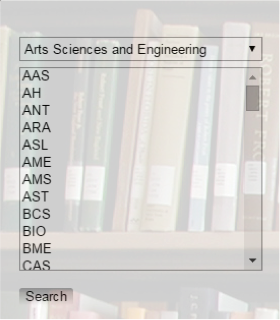 Arts Sciences and Engineering
AAS
AH
ANT
ARA
ASL
AME
AMS
AST
BCS
BIO
BME
CAS
Search